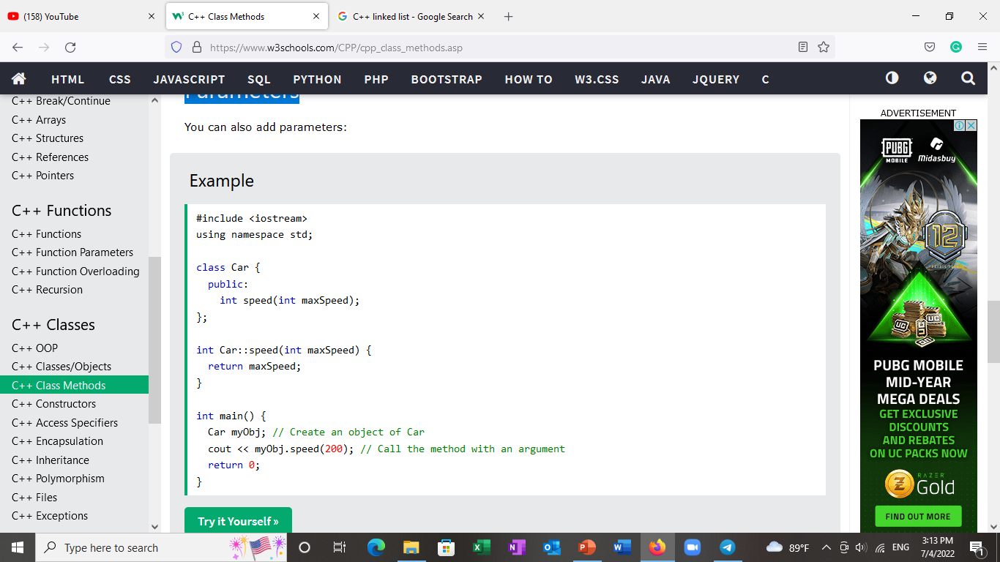 (158) YouTube
C++ Class Methods
C++ linked list - Google Search
https://www.w3schools.com/CPP/cpp_class_methods.asp
HTML CSS JAVASCRIPT SQL PYTHON PHP BOOTSTRAP HOW TO W3.CSS JAVA JQUERY C
C++ Break/Continue
C++ Arrays
C++ Structures
C++ References
C++ Pointers
C++ Functions
C++ Functions
C++ Function Parameters
C++ Function Overloading
C++ Recursion
C++ Classes
C++ OOP
C++ Classes/Objects
C++ Class Methods
C++ Constructors
C++ Access Specifiers
C++ Encapsulation
C++ Inheritance
C++ Polymorphism
C++ Files
C++ Exceptions
Parameters
You can also add parameters:
Example
#include <iostream>
using namespace std;
class Car {
public:
int speed(int maxSpeed);
};
int Car::speed(int maxSpeed) {
return maxSpeed;
}
int main() {
Car myObj; // Create an object of Car
cout << myObj.speed(200); // Call the method with an argument
return 0;
}
Try it Yourself »
ADVERTISEMENT
PUBG
MOBILE
Midasbuy
12
UC
UC
UC
UC
PUBG MOBILE
MID-YEAR
MEGA DEALS
GET EXCLUSIVE
DISCOUNTS
AND REBATES
ON UC PACKS NOW
RAZER
Gold
FIND OUT MORE
Type here to search
89°F
ENG
3:13 PM
7/4/2022
1